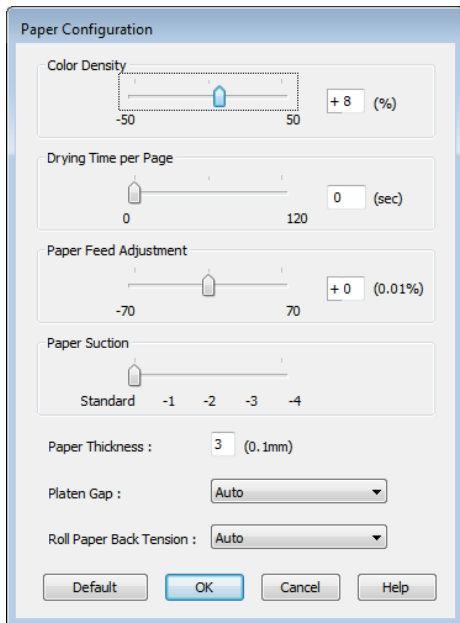 Paper Configuration
Color Density
+ 8 (%)
-50 50
Drying Time per Page
0 (sec)
0 120
Paper Feed Adjustment
+ 0 (0.01%)
-70 70
Paper Suction
Standard -1 -2 -3 -4
Paper Thickness : 3 (0.1mm)
Platen Gap : Auto
Roll Paper Back Tension : Auto
Default OK Cancel Help